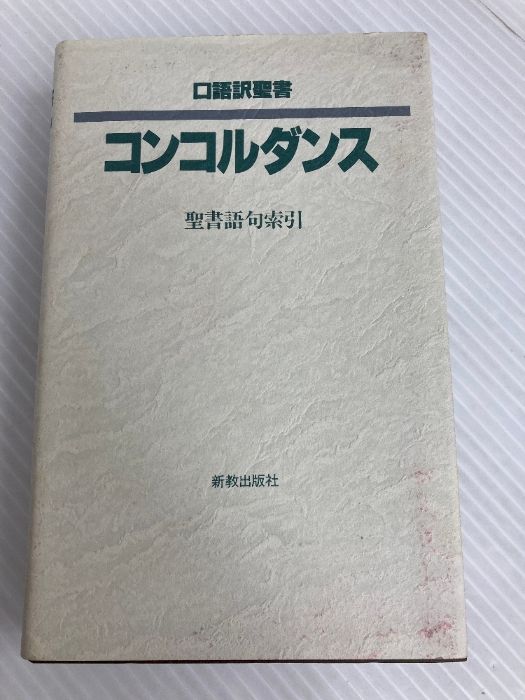 口語訳聖書
コンコルダンス
聖書語句索引
新教出版社